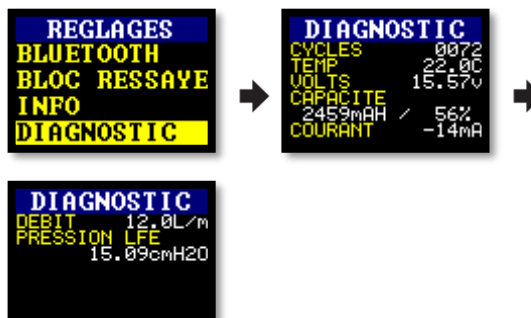 REGLAGES
BLUETOOTH
BLOC RESSAYE
INFO
DIAGNOSTIC
DIAGNOSTIC
CYCLES 0072
TEMP 22.0C
VOLTS 15.57v
CAPACITE
2459mAH / 56%
COURANT -14mA
DIAGNOSTIC
DEBIT 12.0L/m
PRESSION LFE
15.09cmH2O